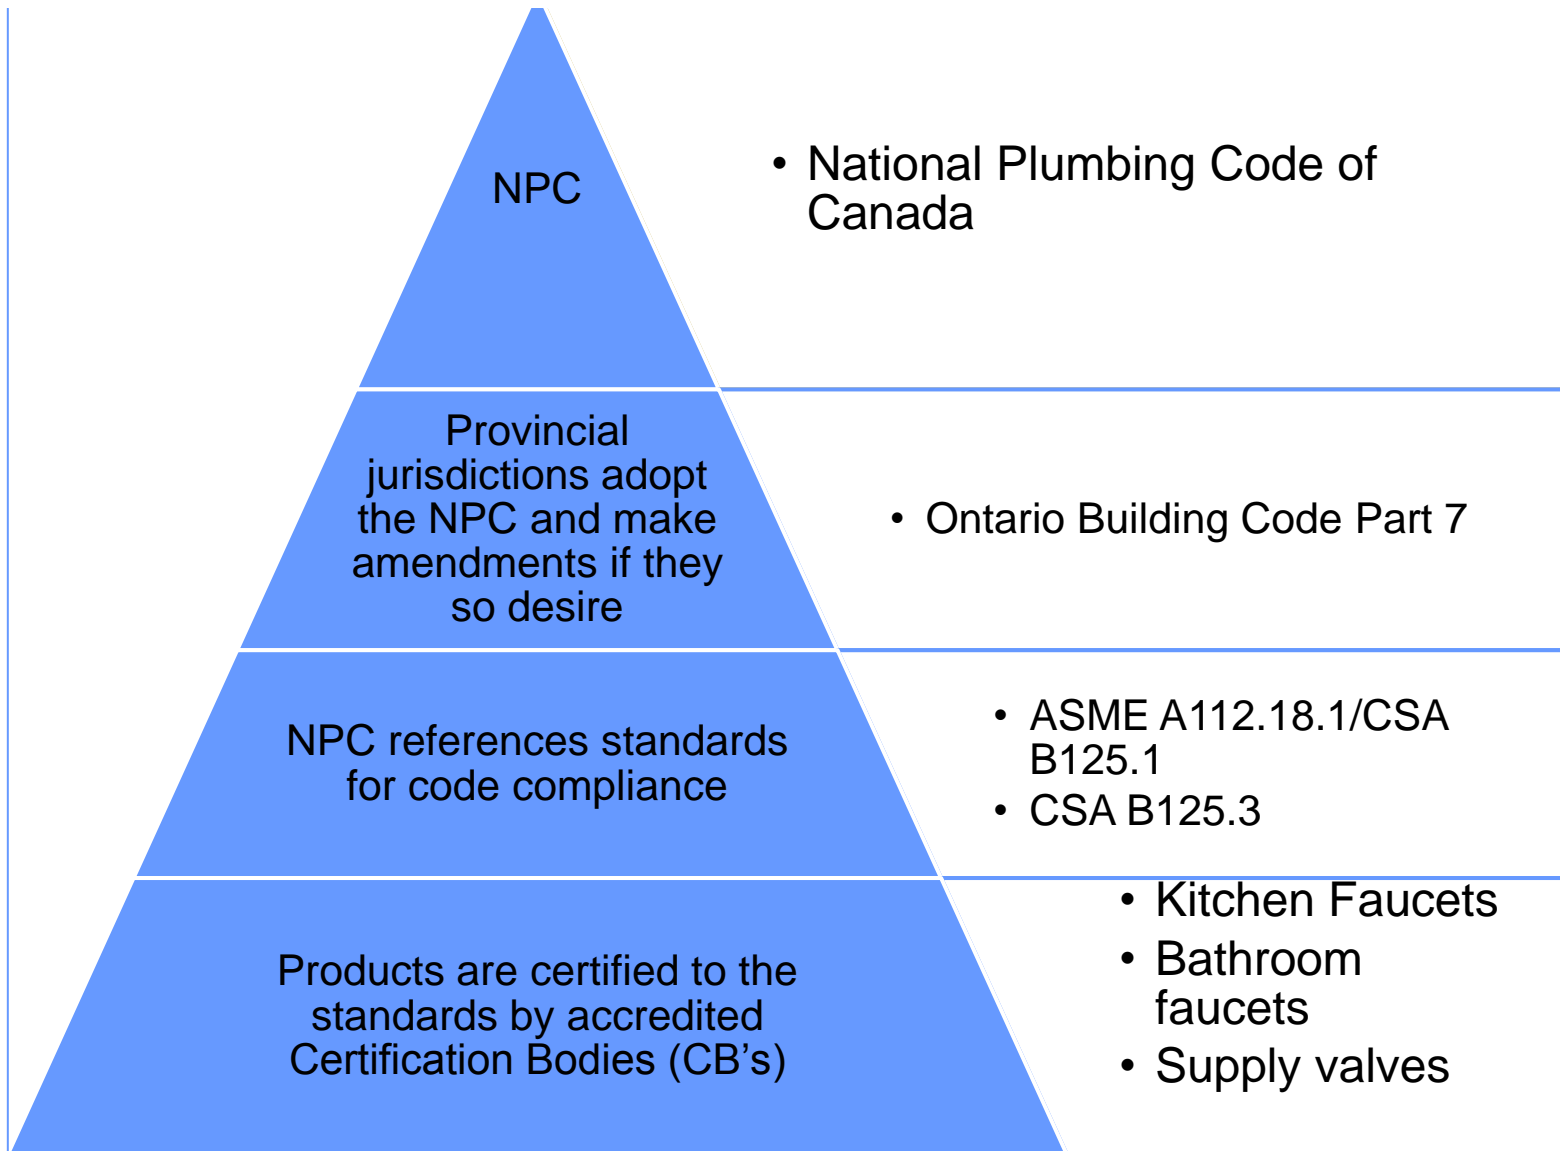 NPC
• National Plumbing Code of
Canada
Provincial
jurisdictions adopt
the NPC and make
amendments if they
so desire
• Ontario Building Code Part 7
NPC references standards
for code compliance
• ASME A112.18.1/CSA
B125.1
• CSA B125.3
Products are certified to the
standards by accredited
Certification Bodies (CB’s)
• Kitchen Faucets
• Bathroom
faucets
• Supply valves